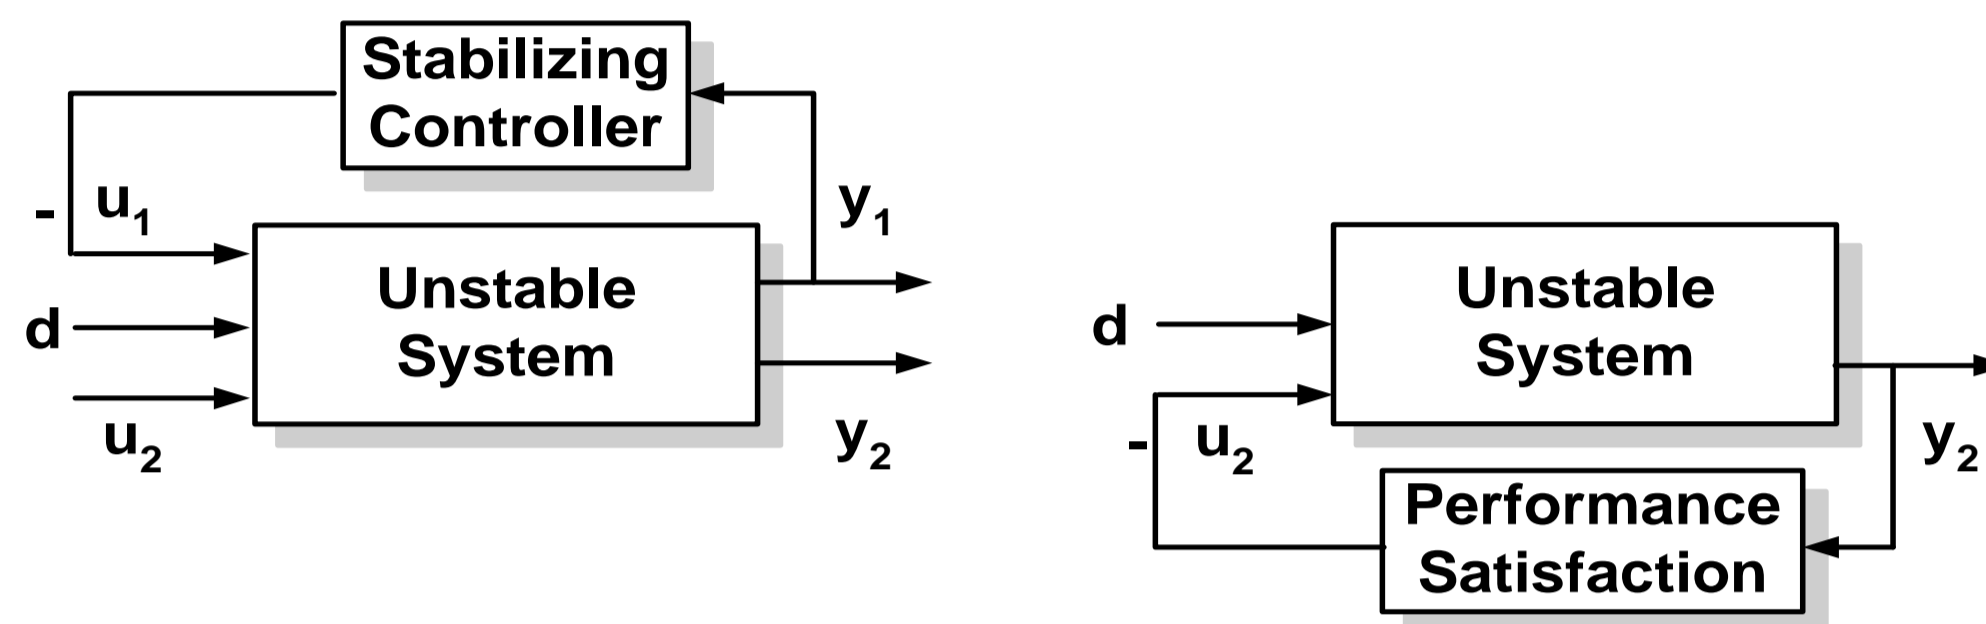 Stabilizing
Controller
- u1
y1
Unstable
System
d
u2
y2
Unstable
System
d
- u2
y2
Performance
Satisfaction